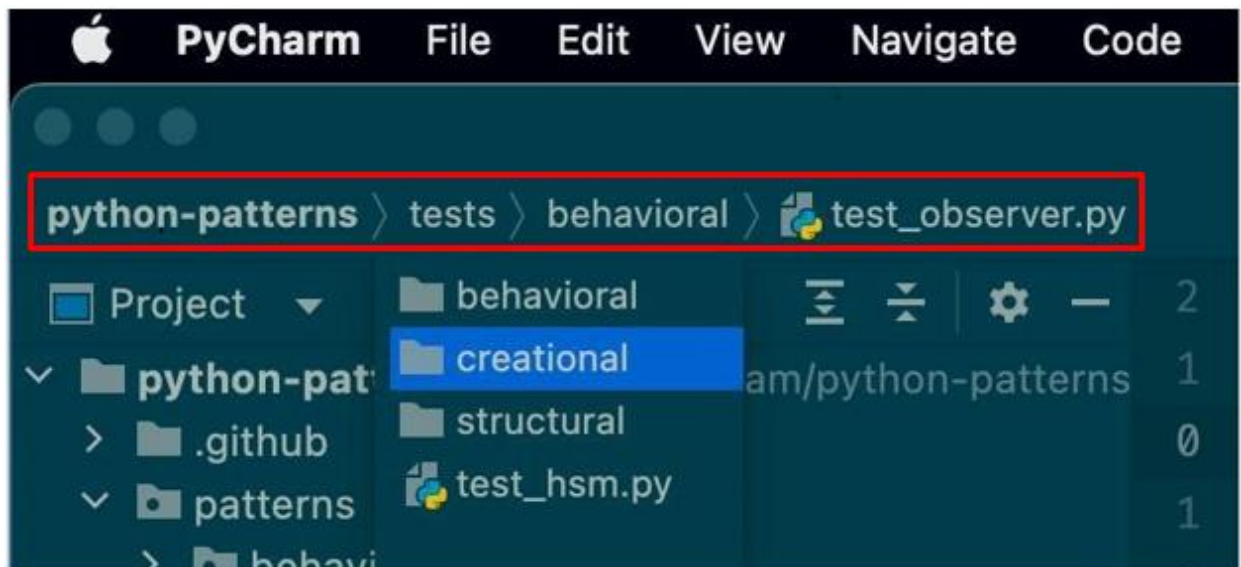 PyCharm File Edit View Navigate Code
python-patterns 〉 tests 〉 behavioral 〉 test_observer.py
Project behavioral 2
creational
python-pat am/python-patterns 1
.github structural 0
test_hsm.py
patterns 1
behavi